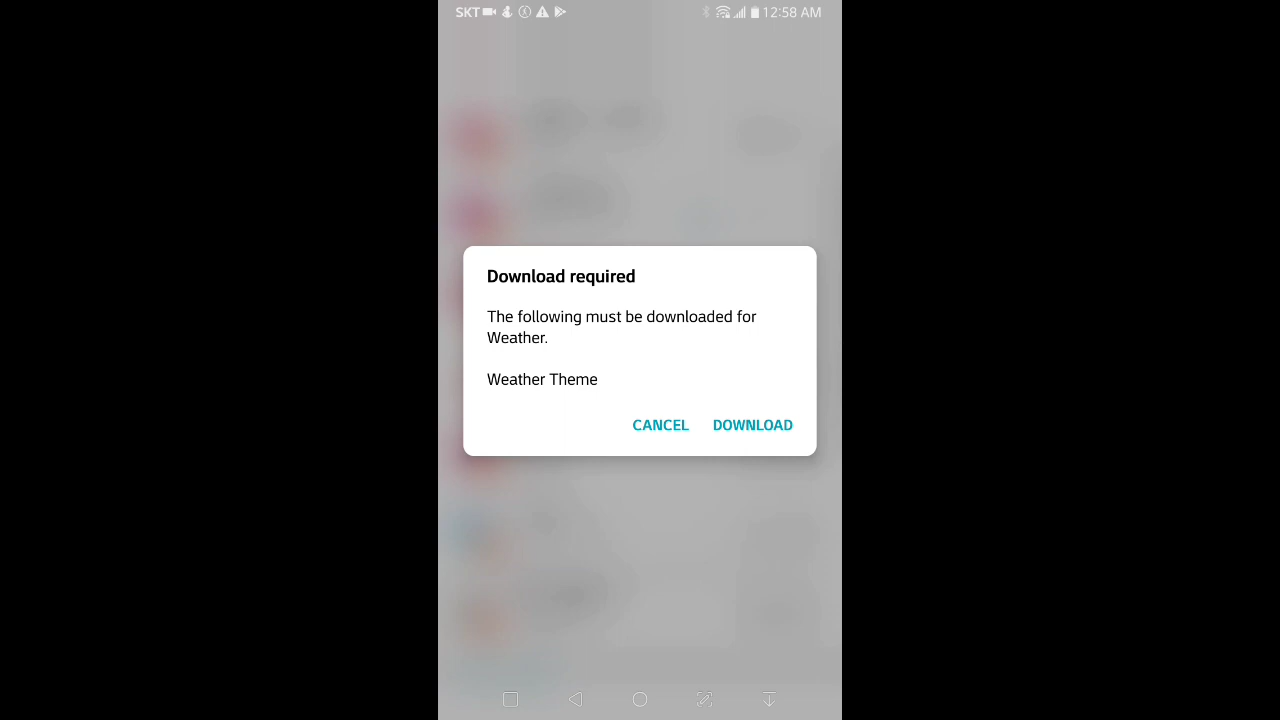 SKT 12:58 AM
Download required
The following must be downloaded for
Weather.
Weather Theme
CANCEL DOWNLOAD